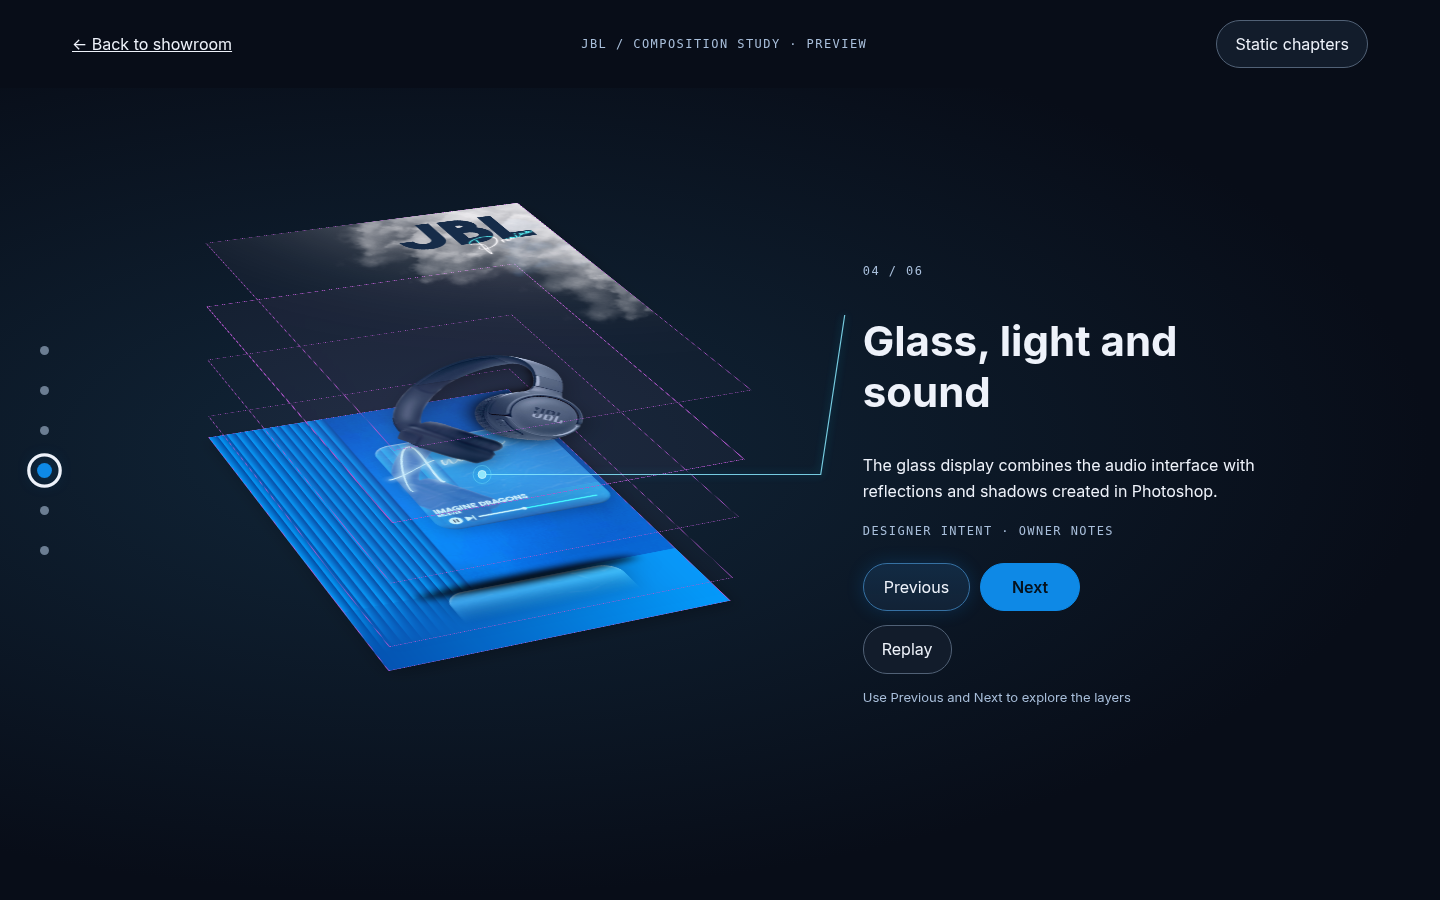 ← Back to showroom
JBL / COMPOSITION STUDY · PREVIEW
Static chapters
JBL
JBL
IMAGINE DRAGONS
04 / 06
Glass, light and
sound
The glass display combines the audio interface with
reflections and shadows created in Photoshop.
DESIGNER INTENT · OWNER NOTES
Previous
Next
Replay
Use Previous and Next to explore the layers